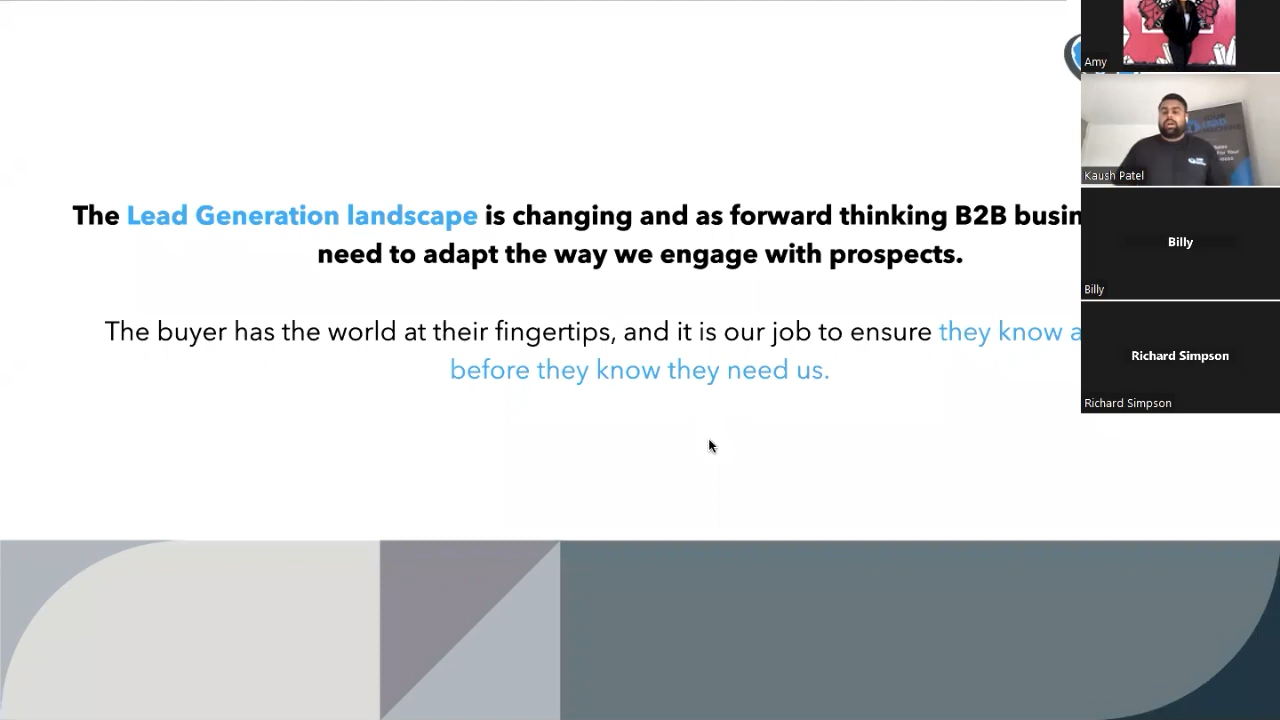 The Lead Generation landscape is changing and as forward thinking B2B
need to adapt the way we engage with prospects.
The buyer has the world at their fingertips, and it is our job to ensure they know
before they know they need us.
Amy
Kaush Patel
Billy
Billy
Richard Simpson
Richard Simpson